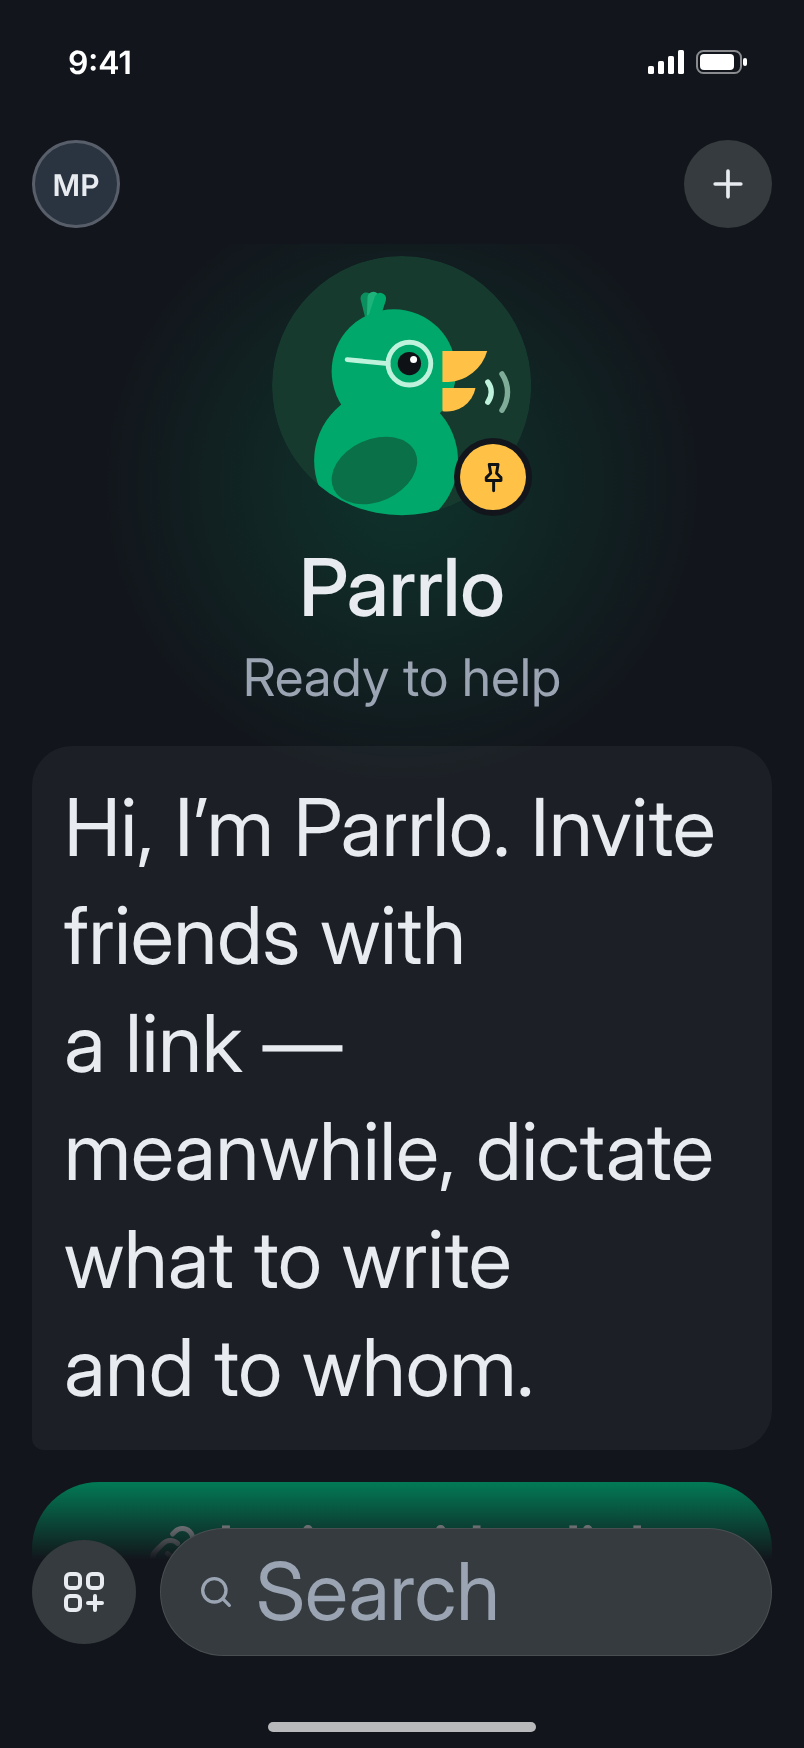 9:41
MP
Parrlo
Ready to help
Hi, I’m Parrlo. Invite
friends with
a link —
meanwhile, dictate
what to write
and to whom.
Search